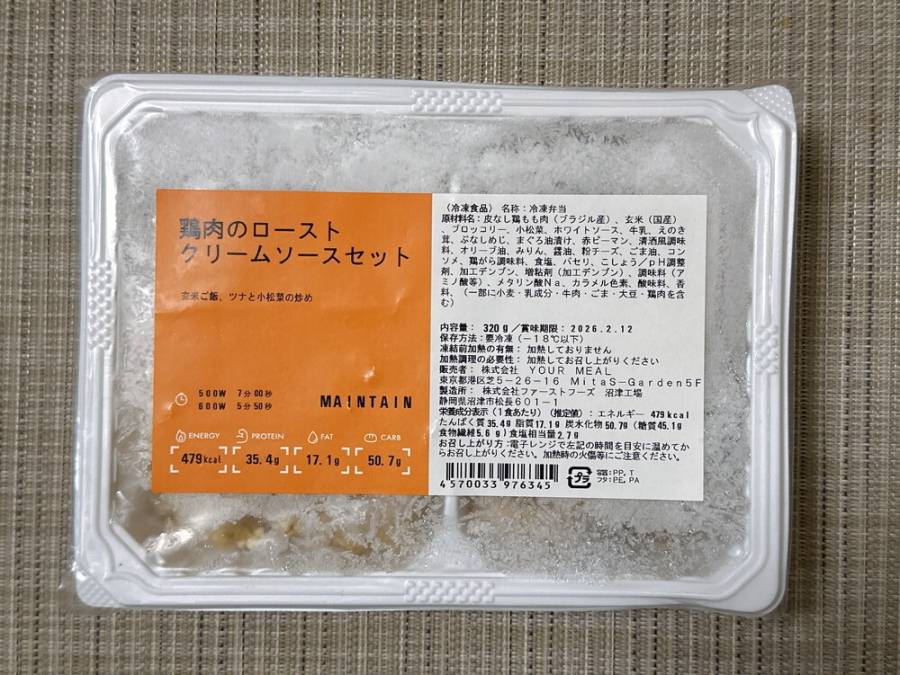 鶏肉のロースト
クリームソースセット
玄米ご飯、ツナと小松菜の炒め
500W 7分00秒
600W 5分50秒
MAINTAIN
ENERGY PROTEIN FAT CARB
479kcal 35.4g 17.1g 50.7g
(冷凍食品) 名称:冷凍弁当
原材料名:皮なし鶏もも肉(ブラジル産)、玄米(国産)
、ブロッコリー、小松菜、ホワイトソース、牛乳、えのき
茸、ぶなしめじ、まぐろ油漬け、赤ピーマン、清酒風調味
料、オリーブ油、みりん、醤油、粉チーズ、ごま油、コン
ソメ、鶏がら調味料、食塩、パセリ、こしょう/pH調整
剤、加工デンプン、増粘剤(加工デンプン)、調味料(ア
ミノ酸等)、メタリン酸Na、カラメル色素、酸味料、香
料、(一部に小麦・乳成分・牛肉・ごま・大豆・鶏肉を含
む)
内容量: 320g/賞味期限: 2026.2.12
保存方法:要冷凍(-18℃以下)
凍結前加熱の有無: 加熱しておりません
加熱調理の必要性: 加熱してお召し上がりください
販売者: 株式会社 YOUR MEAL
東京都港区芝5-26-16 MitaS-Garden5F
製造所: 株式会社ファーストフーズ 沼津工場
静岡県沼津市松長601-1
栄養成分表示(1食あたり)(推定値):エネルギー 479kcal
たんぱく質 35.4g 脂質17.1g 炭水化物 50.7g (糖質45.1g
食物繊維5.6g)食塩相当量2.7g
お召し上がり方:電子レンジで左記の時間を目安に温めてか
らお召し上がりください。加熱時の火傷等にご注意ください。
4570033 976345
プラ
容器:PP,T
フタ:PE,PA